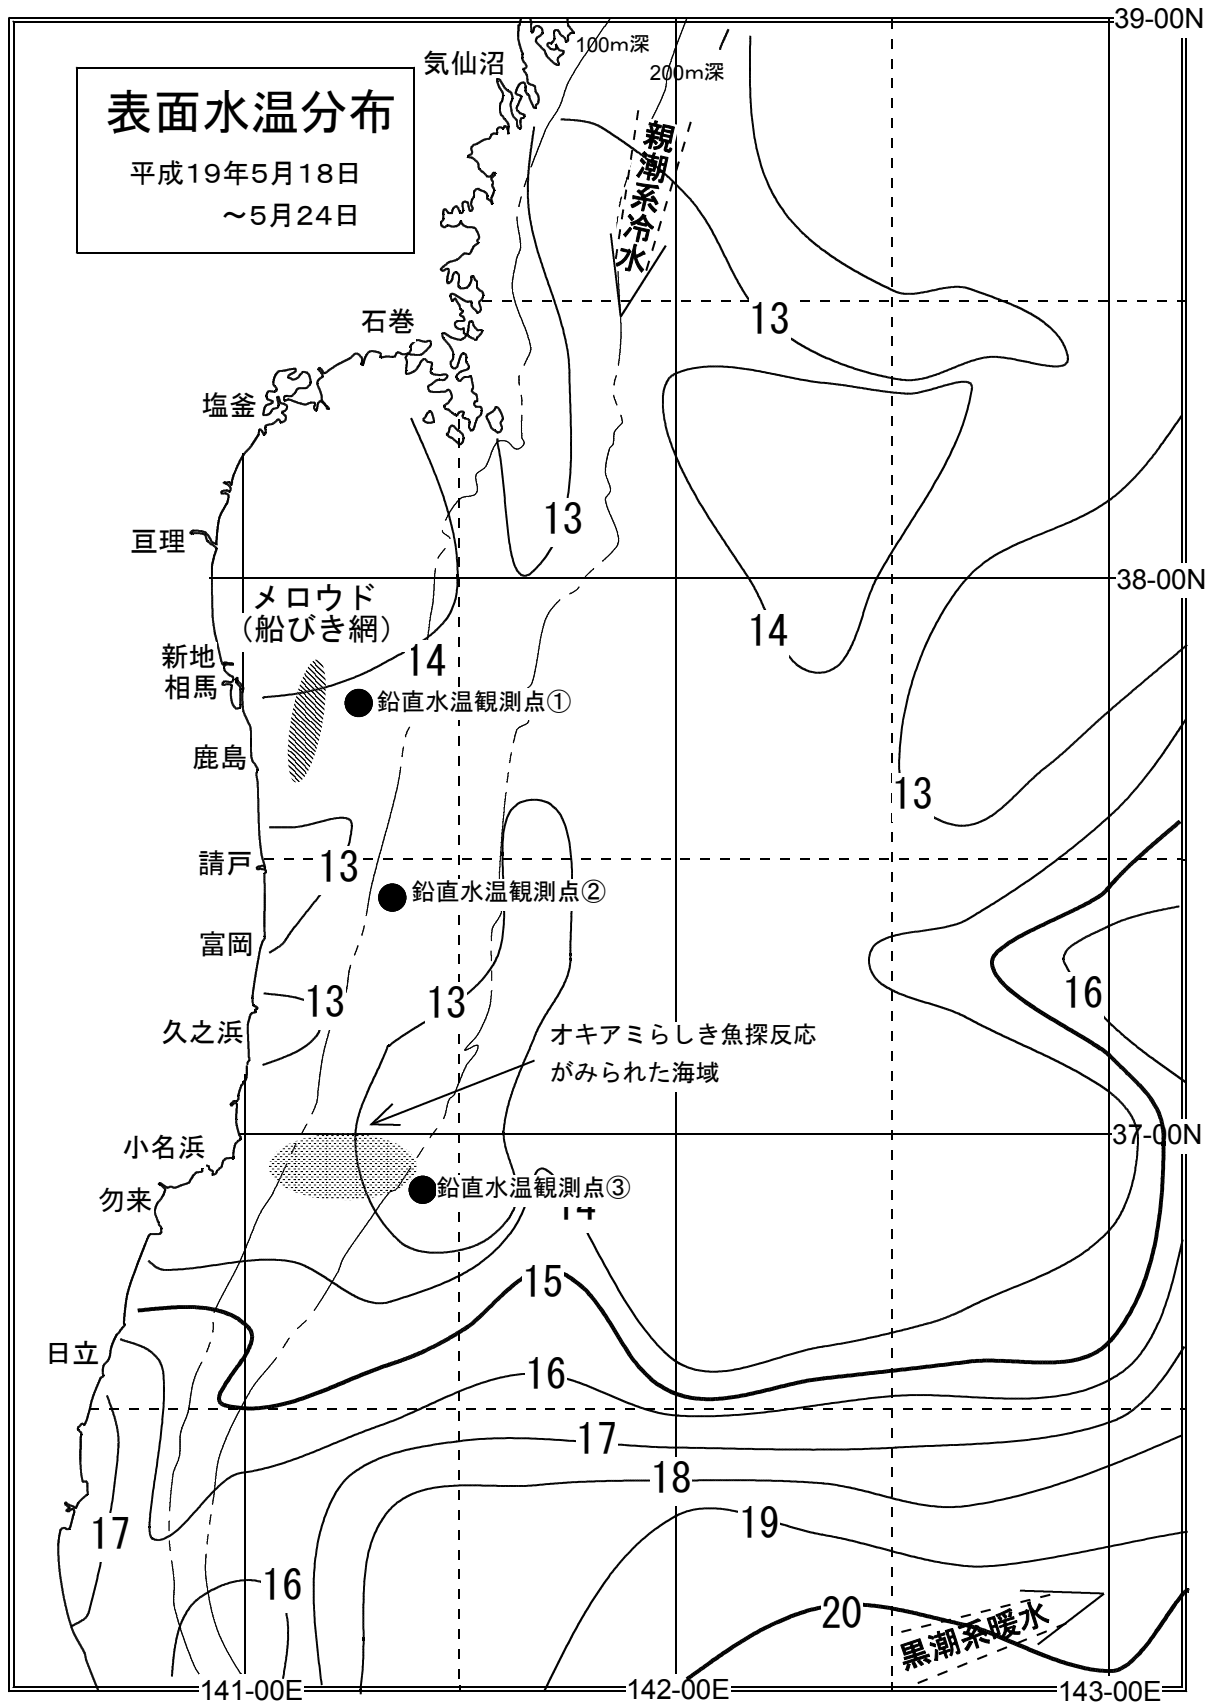 39-00N
100m深
気仙沼
200m深
表面水温分布
平成19年5月18日
～5月24日
親潮系冷水
石巻
13
塩釜
13
亘理
38-00N
メロウド
（船びき網）
14
新地
14
相馬
鉛直水温観測点①
鹿島
13
請戸
13
鉛直水温観測点②
富岡
13
13
16
久之浜
オキアミらしき魚探反応
がみられた海域
37-00N
小名浜
勿来
鉛直水温観測点③
14
15
日立
16
17
18
19
17
16
20
黒潮系暖水
141-00E
142-00E
143-00E